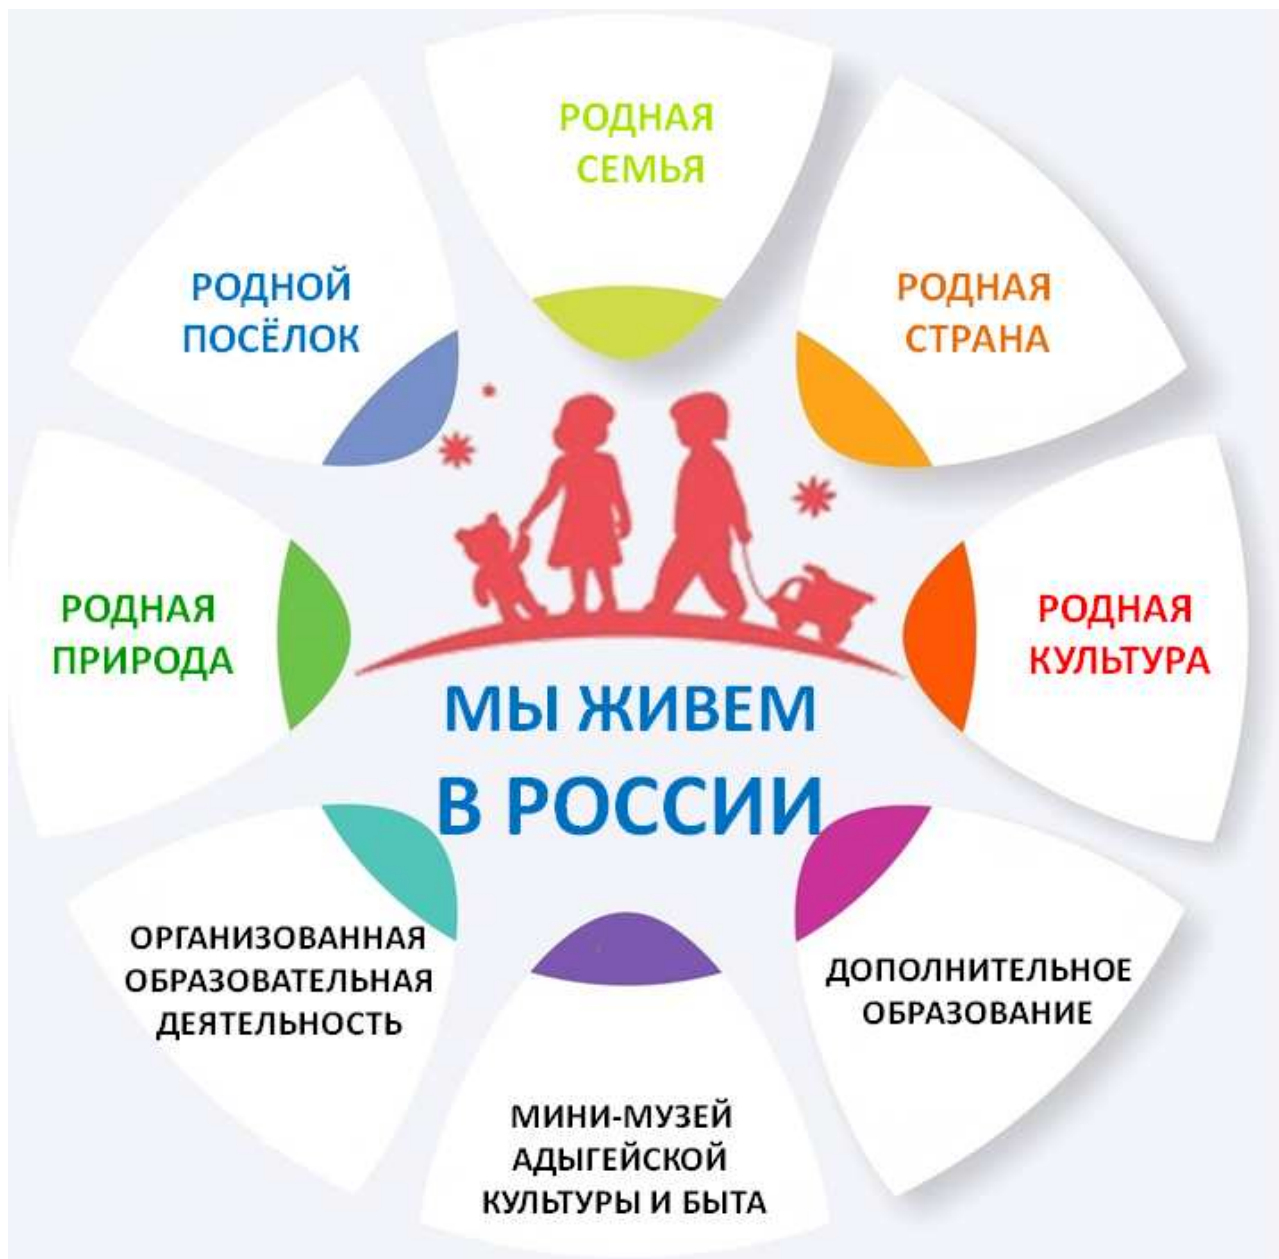 РОДНАЯ
СЕМЬЯ
РОДНАЯ
СТРАНА
РОДНАЯ
КУЛЬТУРА
ДОПОЛНИТЕЛЬНОЕ
ОБРАЗОВАНИЕ
МИНИ-МУЗЕЙ
АДЫГЕЙСКОЙ
КУЛЬТУРЫ И БЫТА
ОРГАНИЗОВАННАЯ
ОБРАЗОВАТЕЛЬНАЯ
ДЕЯТЕЛЬНОСТЬ
РОДНАЯ
ПРИРОДА
РОДНОЙ
ПОСЁЛОК
МЫ ЖИВЕМ
В РОССИИ